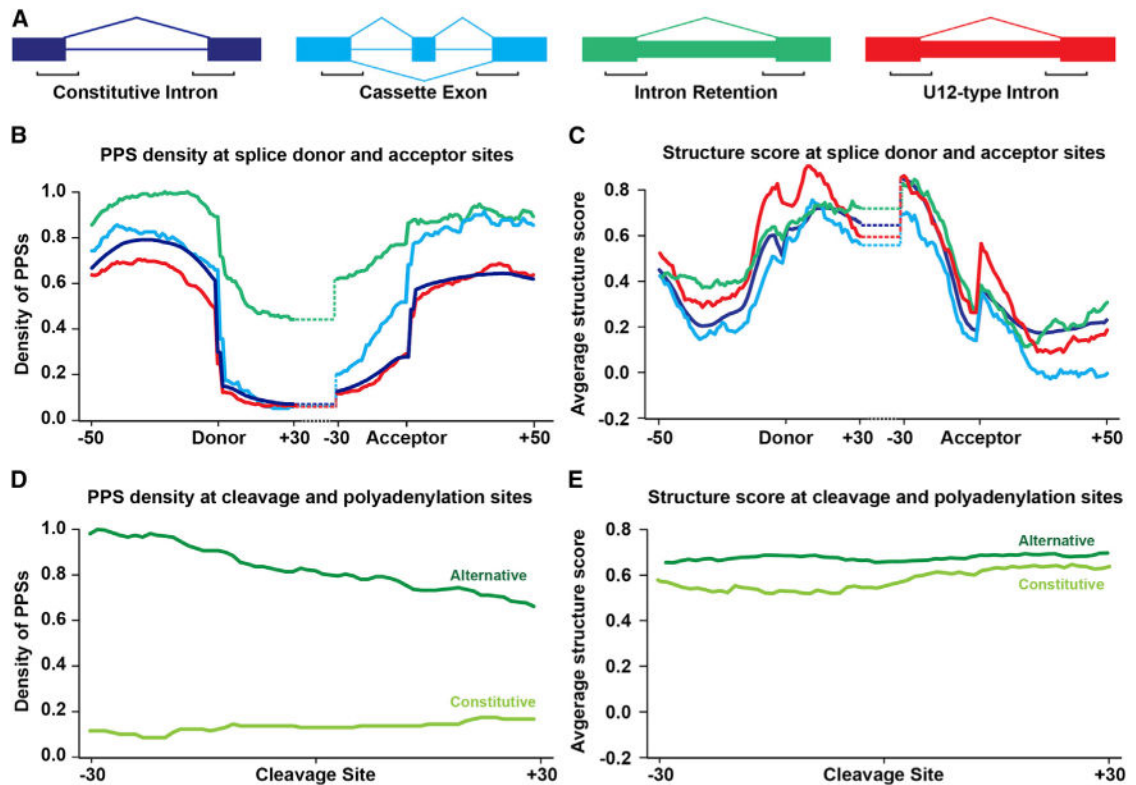 A
Constitutive Intron
Cassette Exon
Intron Retention
U12-type Intron
B
PPS density at splice donor and acceptor sites
Density of PPSs
1.0
0.8
0.6
0.4
0.2
0.0
-50
Donor
+30
-30
Acceptor
+50
C
Structure score at splice donor and acceptor sites
Avgerage structure score
0.8
0.6
0.4
0.2
0.0
-0.2
-50
Donor
+30
-30
Acceptor
+50
D
PPS density at cleavage and polyadenylation sites
Density of PPSs
1.0
0.8
0.6
0.4
0.2
0.0
Alternative
Constitutive
-30
Cleavage Site
+30
E
Structure score at cleavage and polyadenylation sites
Avgerage structure score
0.8
0.6
0.4
0.2
0.0
-0.2
Alternative
Constitutive
-30
Cleavage Site
+30